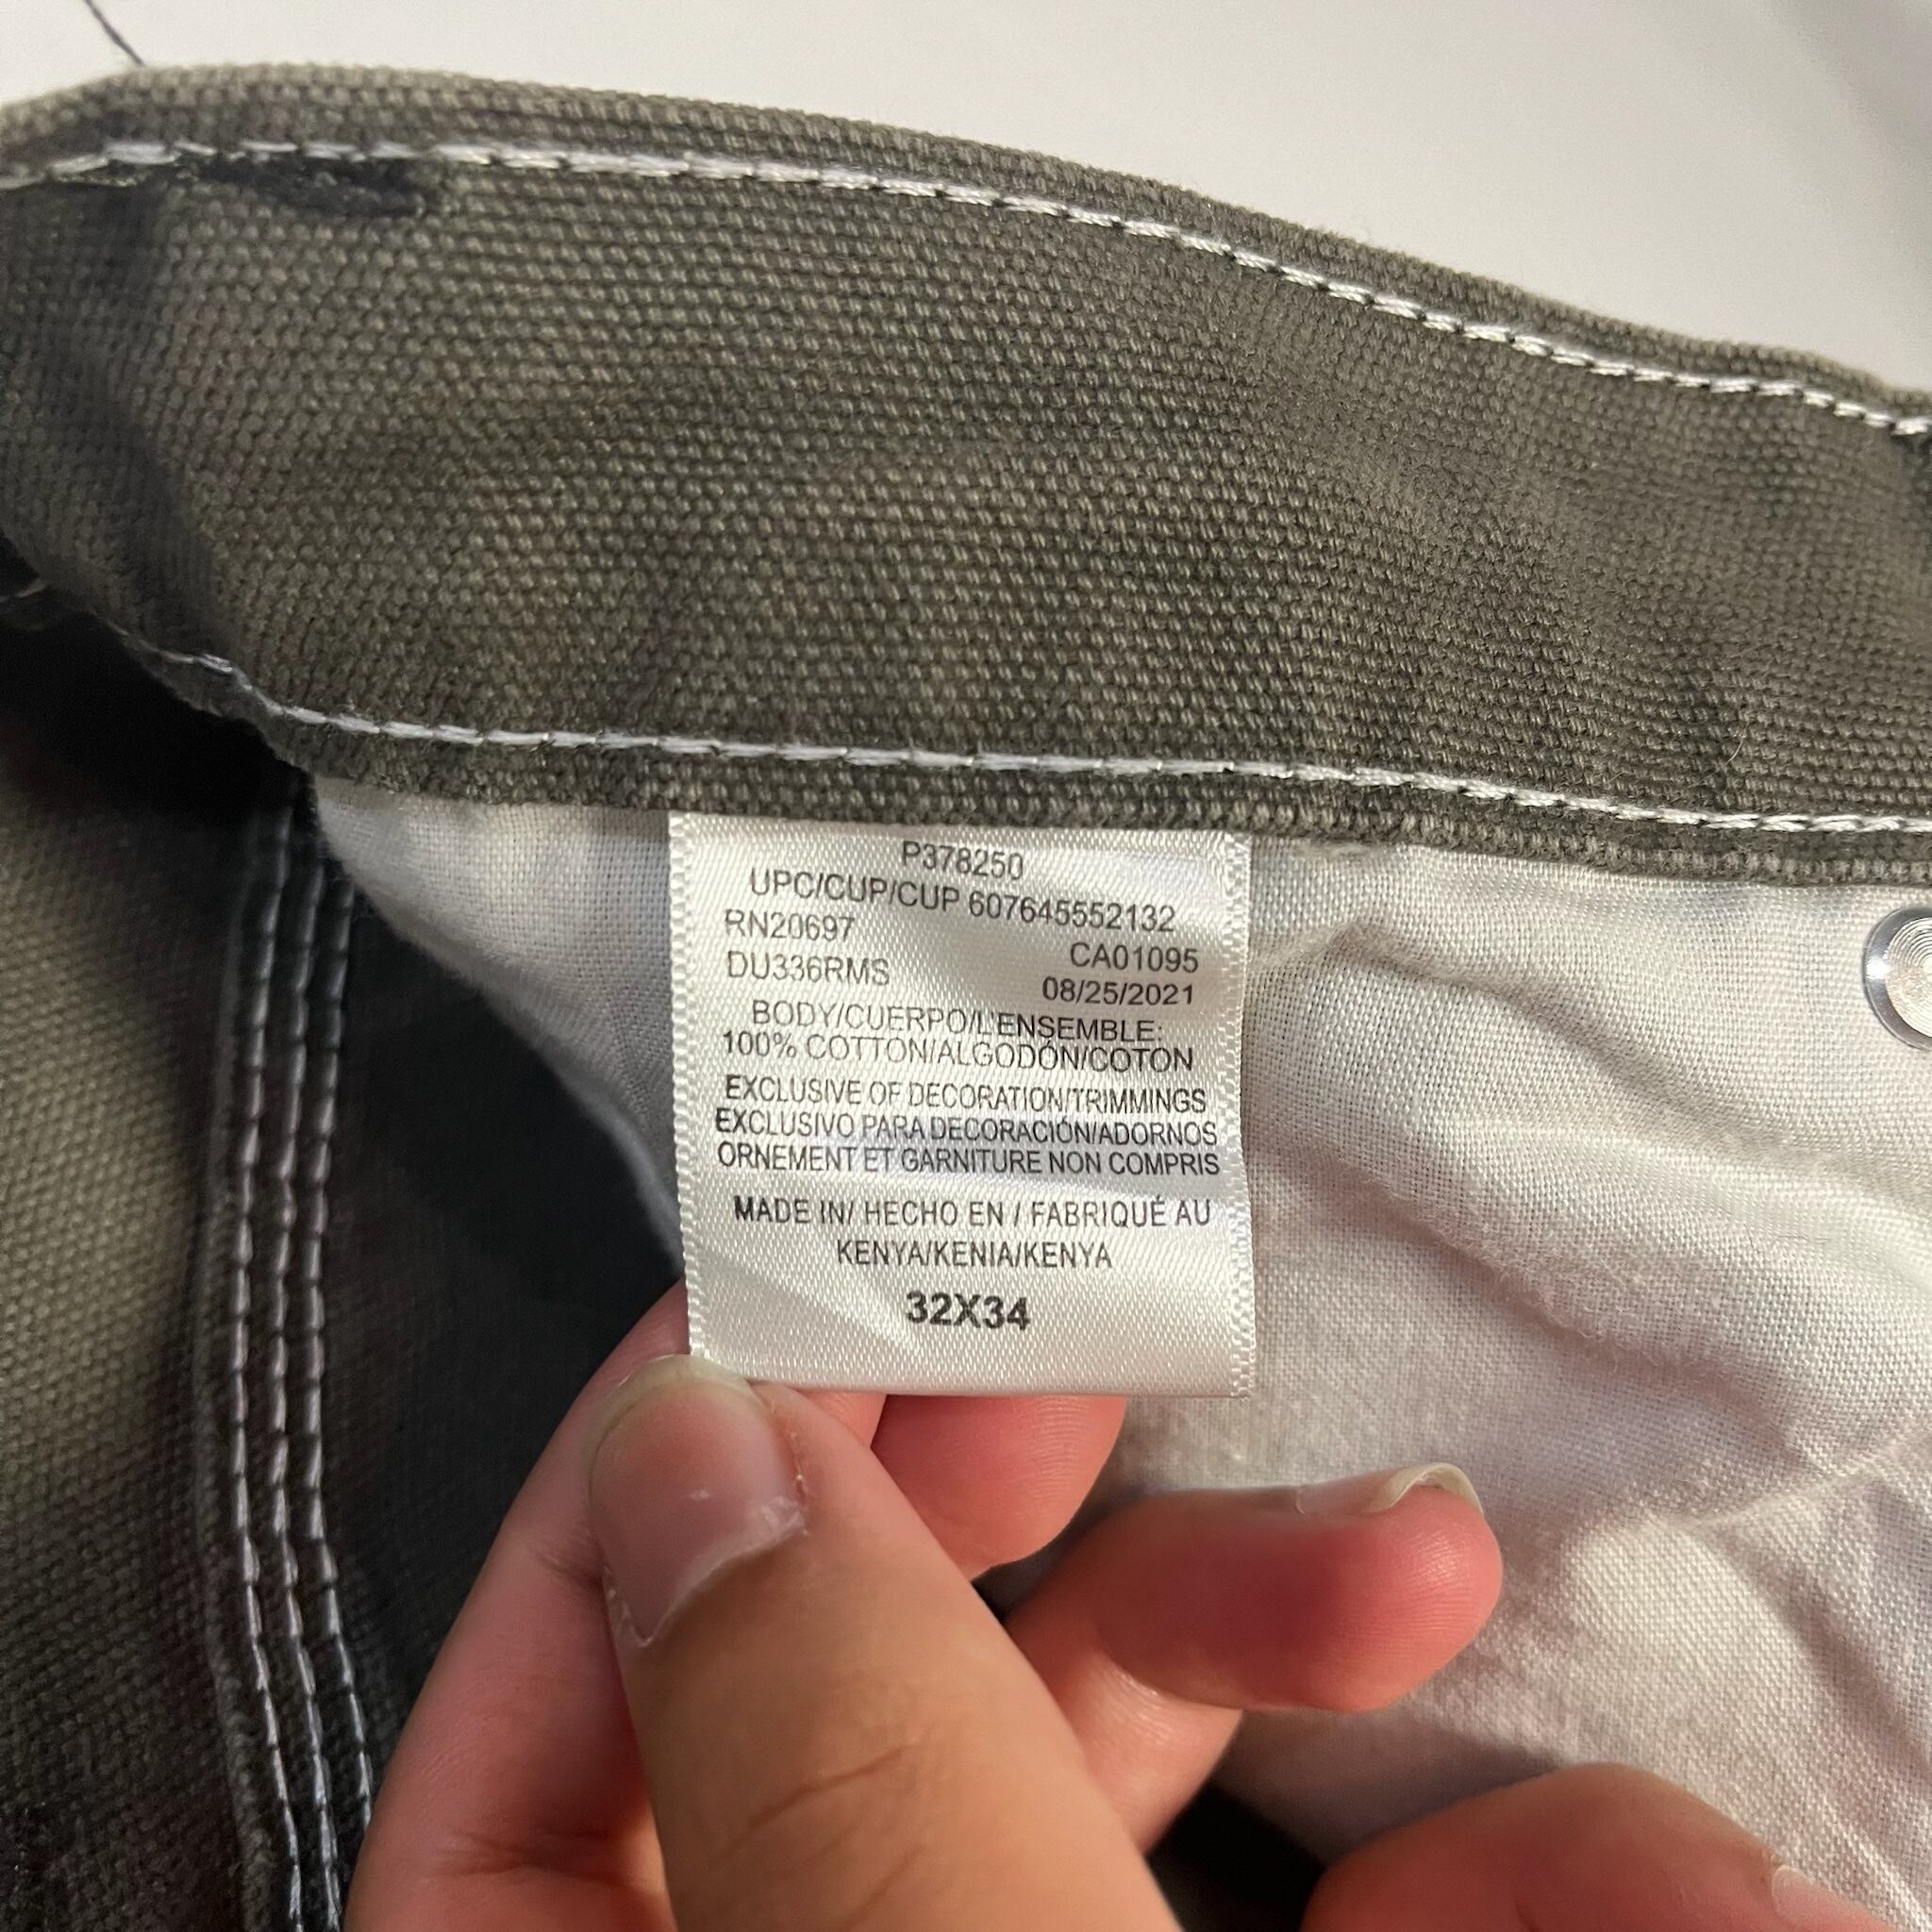 P378250
UPC/CUP/CUP 607645552132
RN20697
CA01095
DU336RMS
08/25/2021
BODY/CUERPO/L'ENSEMBLE:
100% COTTON/ALGODÓN/COTON
EXCLUSIVE OF DECORATION/TRIMMINGS
EXCLUSIVO PARA DECORACIÓN/ADORNOS
ORNEMENT ET GARNITURE NON COMPRIS
MADE IN/ HECHO EN / FABRIQUÉ AU
KENYA/KENIA/KENYA
32X34